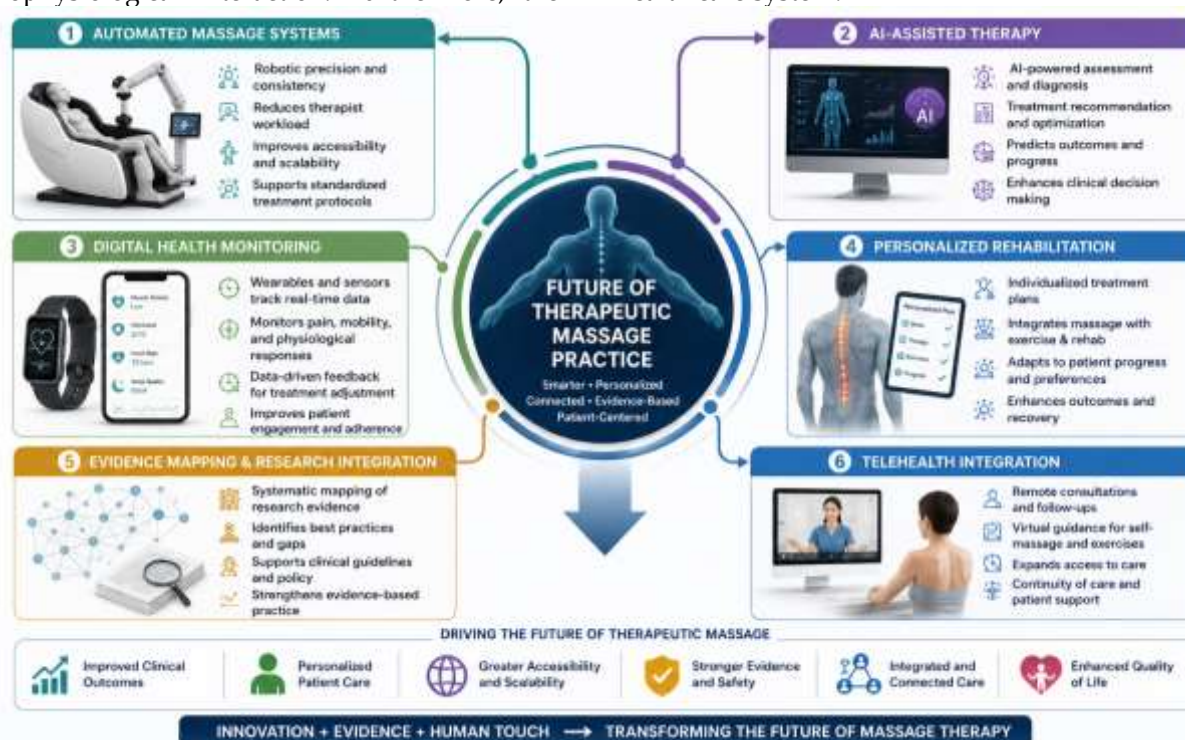 1 AUTOMATED MASSAGE SYSTEMS
Robotic precision and
consistency
Reduces therapist
workload
Improves accessibility
and scalability
Supports standardized
treatment protocols
2 AI-ASSISTED THERAPY
AI
AI-powered assessment
and diagnosis
Treatment recommendation
and optimization
Predicts outcomes and
progress
Enhances clinical decision
making
3 DIGITAL HEALTH MONITORING
Wearables and sensors
track real-time data
Monitors pain, mobility,
and physiological
responses
Data-driven feedback
for treatment adjustment
Improves patient
engagement and adherence
FUTURE OF
THERAPEUTIC
MASSAGE
PRACTICE
Smarter • Personalized
Connected • Evidence-Based
Patient-Centered
4 PERSONALIZED REHABILITATION
Individualized treatment
plans
Integrates massage with
exercise & rehab
Adapts to patient progress
and preferences
Enhances outcomes and
recovery
5 EVIDENCE MAPPING & RESEARCH INTEGRATION
Systematic mapping of
research evidence
Identifies best practices
and gaps
Supports clinical guidelines
and policy
Strengthens evidence-based
practice
6 TELEHEALTH INTEGRATION
Remote consultations
and follow-ups
Virtual guidance for self-
massage and exercises
Expands access to care
Continuity of care and
patient support
DRIVING THE FUTURE OF THERAPEUTIC MASSAGE
Improved Clinical
Outcomes
Personalized
Patient Care
Greater Accessibility
and Scalability
Stronger Evidence
and Safety
Integrated and
Connected Care
Enhanced Quality
of Life
INNOVATION + EVIDENCE + HUMAN TOUCH → TRANSFORMING THE FUTURE OF MASSAGE THERAPY